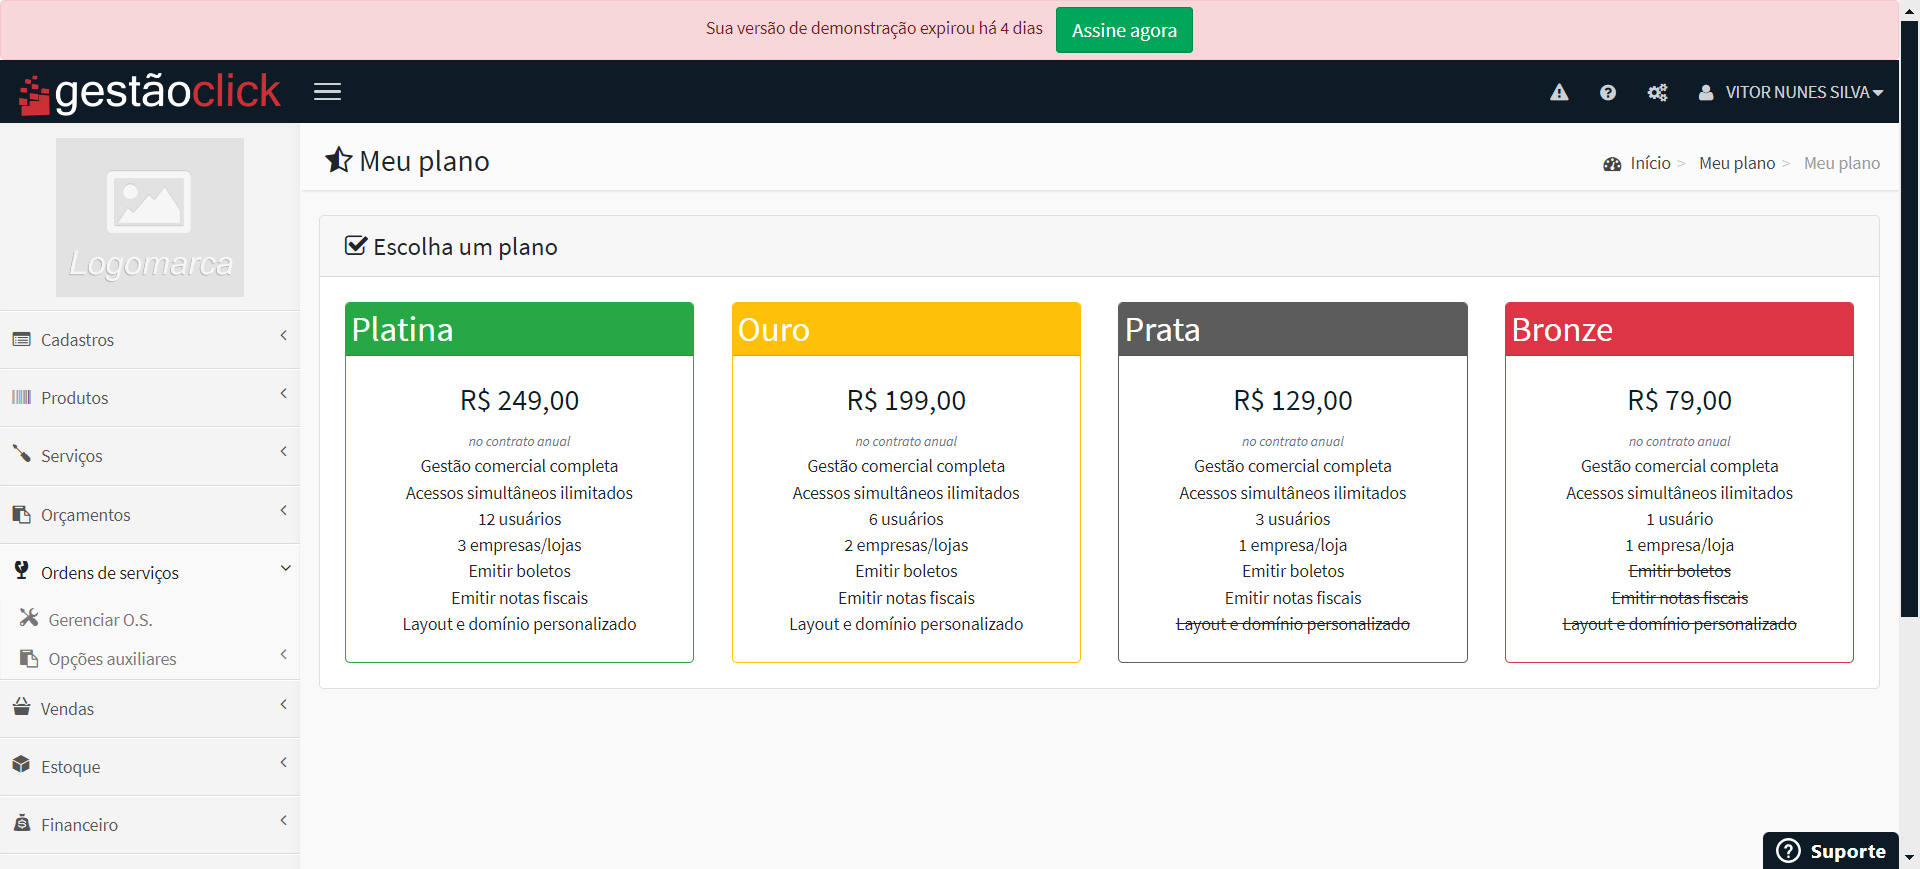 Sua versão de demonstração expirou há 4 dias Assine agora
gestãoclick
VITOR NUNES SILVA
Logomarca
Cadastros
Produtos
Serviços
Orçamentos
Ordens de serviços
Gerenciar O.S.
Opções auxiliares
Vendas
Estoque
Financeiro
Meu plano
Início > Meu plano > Meu plano
Escolha um plano
Platina
R$ 249,00
no contrato anual
Gestão comercial completa
Acessos simultâneos ilimitados
12 usuários
3 empresas/lojas
Emitir boletos
Emitir notas fiscais
Layout e domínio personalizado
Ouro
R$ 199,00
no contrato anual
Gestão comercial completa
Acessos simultâneos ilimitados
6 usuários
2 empresas/lojas
Emitir boletos
Emitir notas fiscais
Layout e domínio personalizado
Prata
R$ 129,00
no contrato anual
Gestão comercial completa
Acessos simultâneos ilimitados
3 usuários
1 empresa/loja
Emitir boletos
Emitir notas fiscais
Layout e domínio personalizado
Bronze
R$ 79,00
no contrato anual
Gestão comercial completa
Acessos simultâneos ilimitados
1 usuário
1 empresa/loja
Emitir boletos
Emitir notas fiscais
Layout e domínio personalizado
Suporte